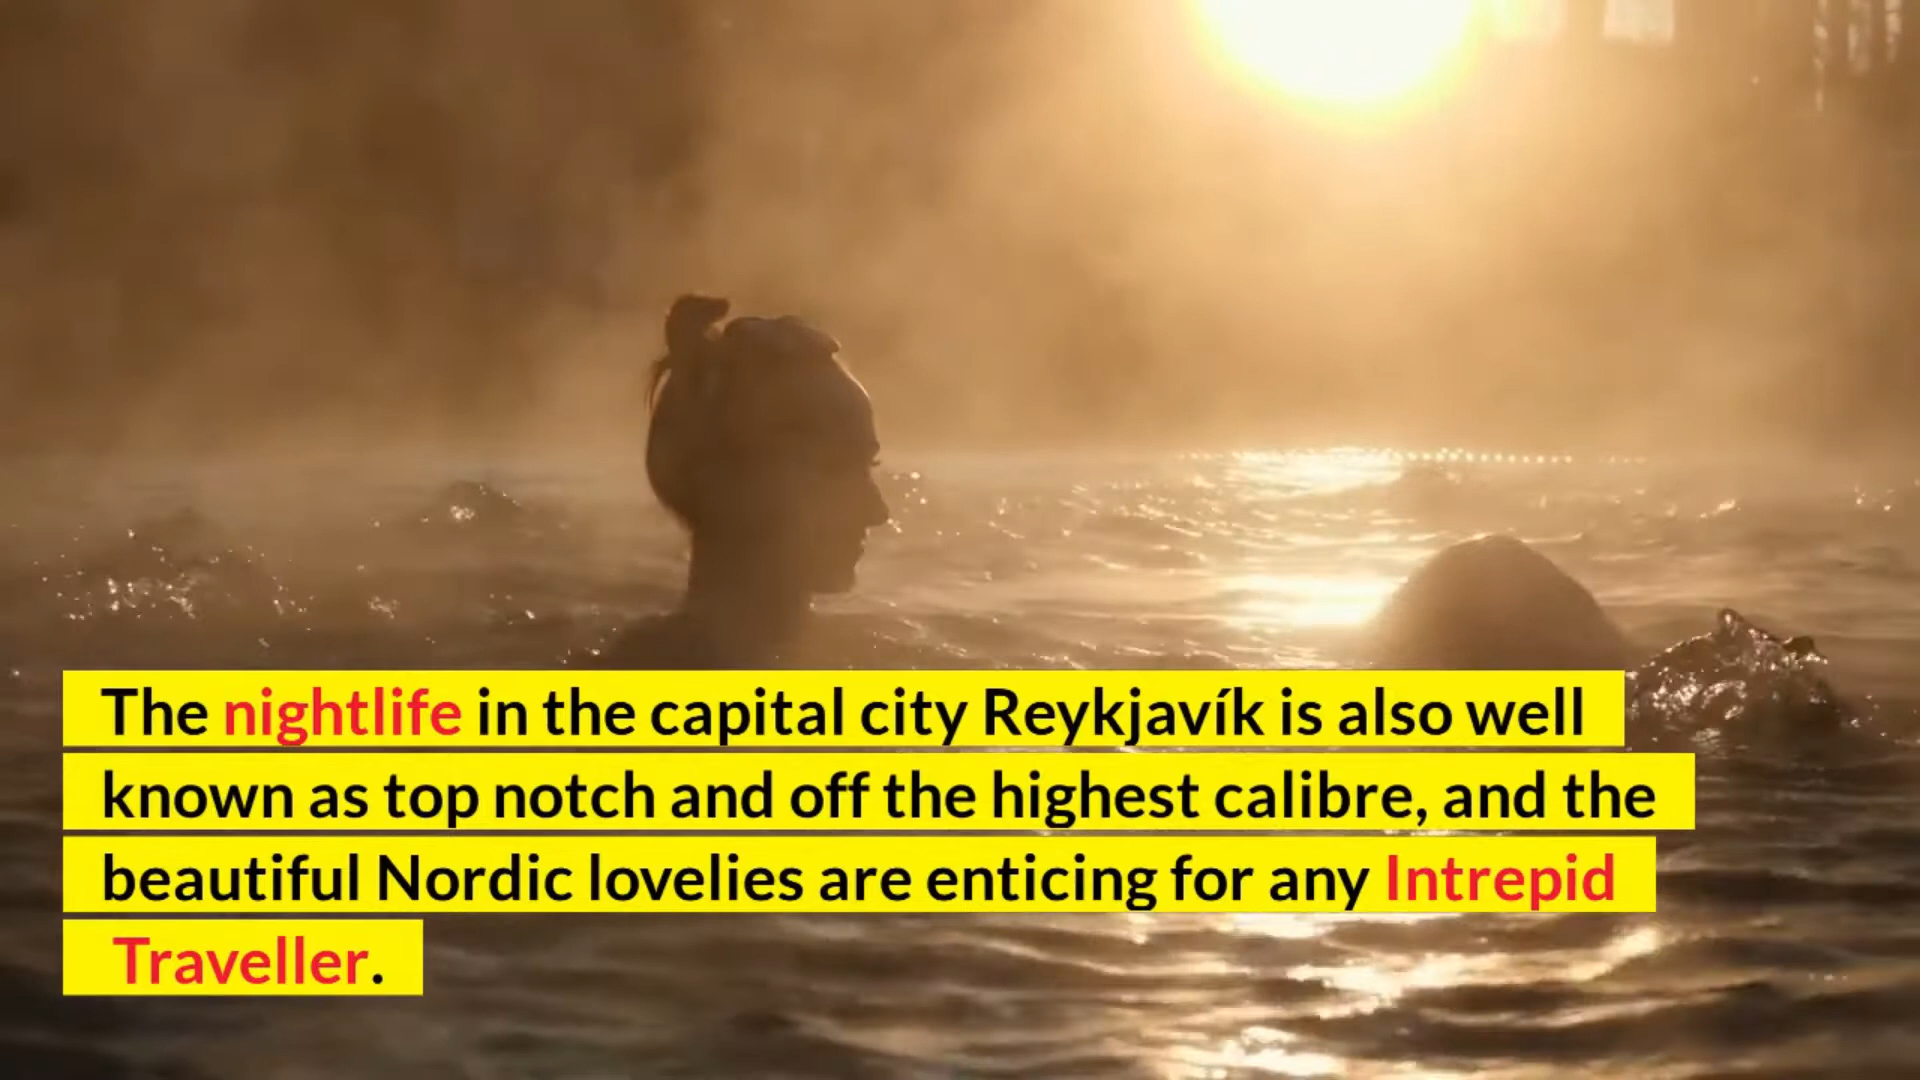 The nightlife in the capital city Reykjavík is also well
known as top notch and off the highest calibre, and the
beautiful Nordic lovelies are enticing for any Intrepid
Traveller.